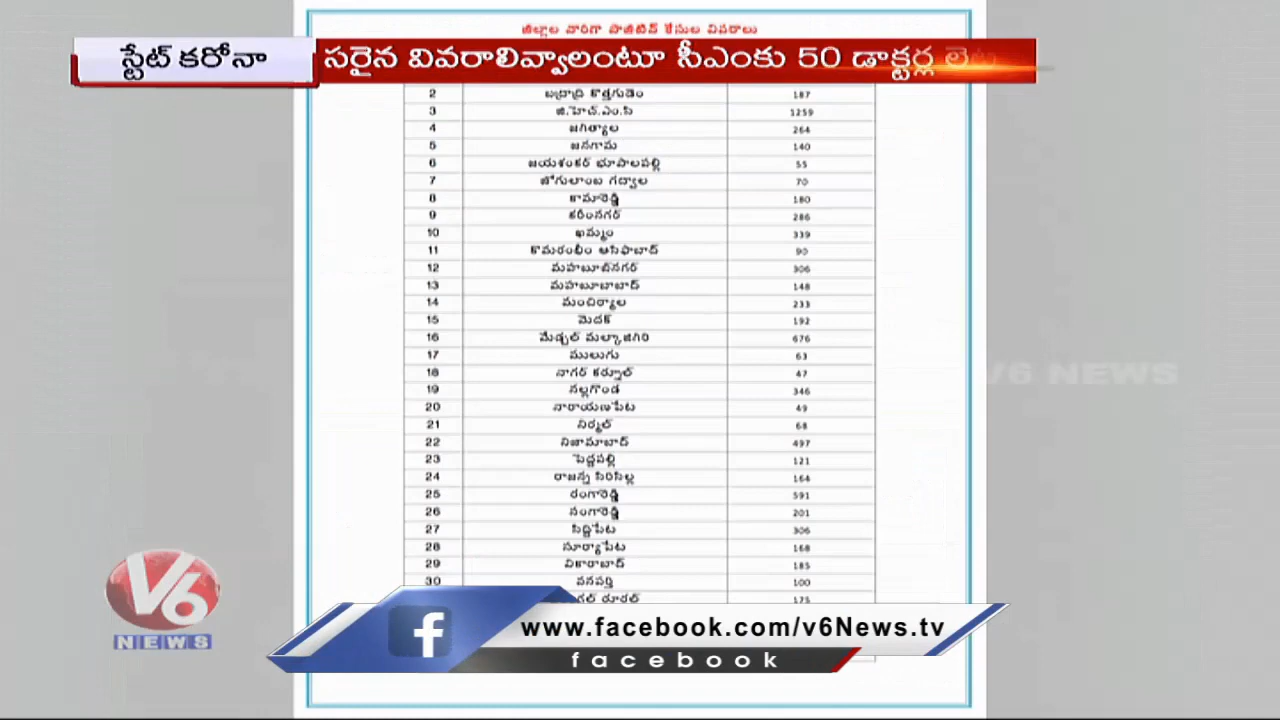 జిల్లాల వారిగా పాజిటివ్ కేసుల వివరాలు
స్టేట్ కరోనా
సరైన వివరాలివ్వాలంటూ సీఎంకు 50 డాక్టర్ల
2 భద్రాద్రి కొత్తగుడెం 187
3 జి.హెచ్.ఎం.సి 1259
4 జగిత్యాల 264
5 జనగామ 140
6 జయశంకర్ భూపాలపల్లి 55
7 జోగులాంబ గద్వాల 70
8 కామారెడ్డి 180
9 కరీంనగర్ 286
10 ఖమ్మం 339
11 కొమరంభీం ఆసిఫాబాద్ 90
12 మహబూబ్‌నగర్ 306
13 మహబూబాబాద్ 148
14 మంచిర్యాల 233
15 మెదక్ 192
16 మేడ్చల్ మల్కాజిగిరి 676
17 ములుగు 63
18 నాగర్ కర్నూల్ 47
19 నల్లగొండ 346
20 నారాయణపేట 49
21 నిర్మల్ 68
22 నిజామాబాద్ 497
23 పెద్దపల్లి 121
24 రాజన్న సిరిసిల్ల 164
25 రంగారెడ్డి 591
26 సంగారెడ్డి 201
27 సిద్దిపేట 306
28 సూర్యాపేట 168
29 వికారాబాద్ 185
30 వనపర్తి 100
రూరల్ 175
V6 NEWS
V6
NEWS
f
www.facebook.com/v6News.tv
facebook